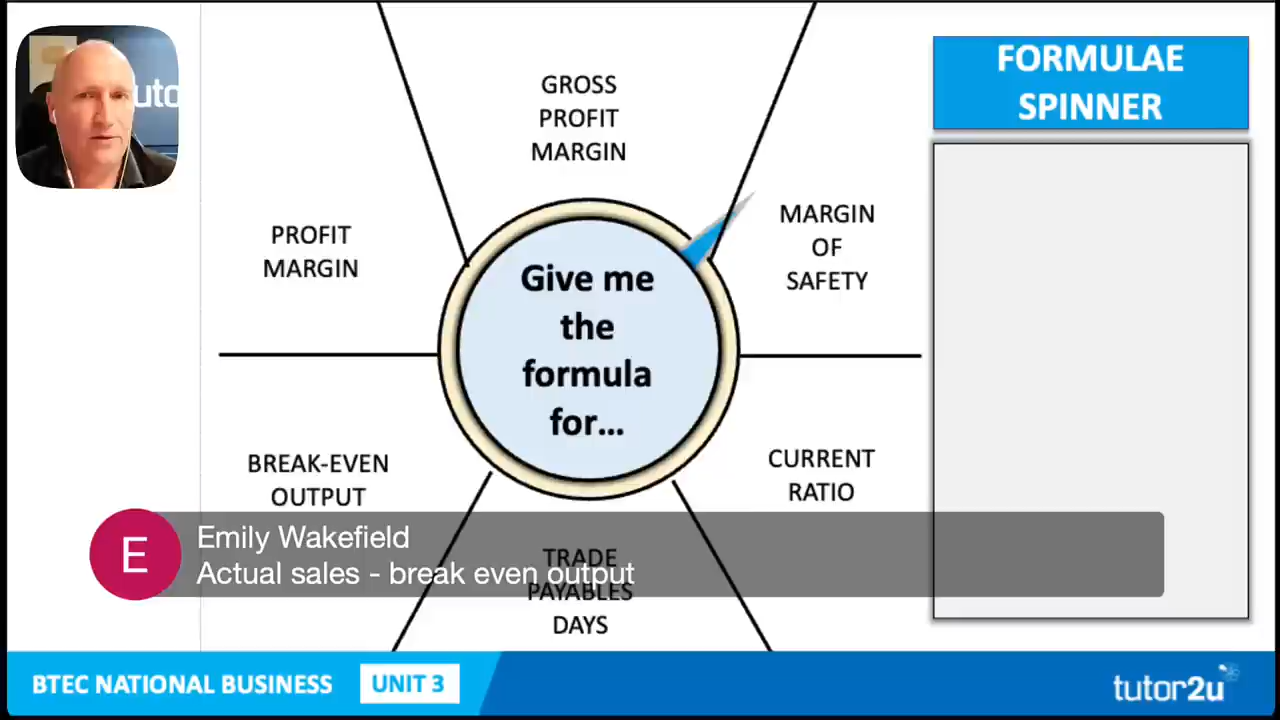 uto
GROSS
PROFIT
MARGIN
FORMULAE
SPINNER
PROFIT
MARGIN
MARGIN
OF
SAFETY
Give me
the
formula
for...
BREAK-EVEN
OUTPUT
CURRENT
RATIO
E
Emily Wakefield
Actual sales - break even output
TRADE
PAYABLES
DAYS
BTEC NATIONAL BUSINESS
UNIT 3
tutor2u